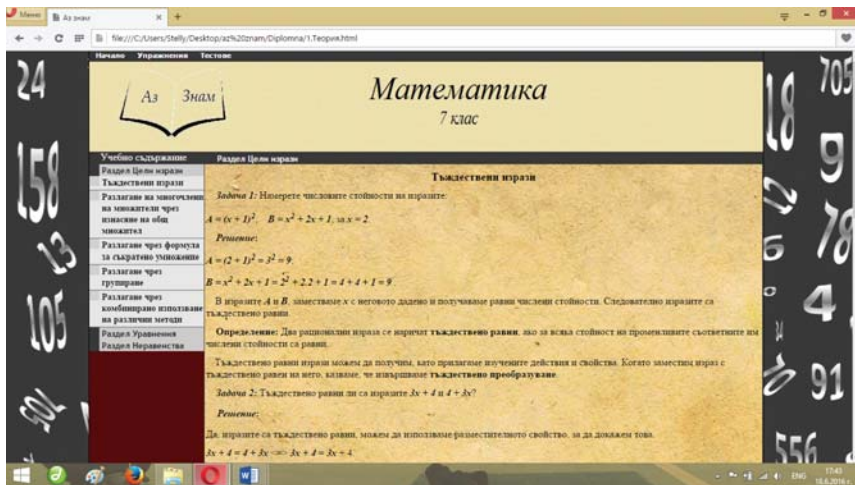 Меню
Аз знам
file:///C:/Users/Stelly/Desktop/az%20znam/Diplomna/1.Теория.html
Начало Упражнения Тестове
Аз Знам
Математика
7 клас
Учебно съдържание
Раздел Цели изрази
Тъждествени изрази
Разлагане на многочлени
на множители чрез
изнасяне на общ
множител
Разлагане чрез формула
за съкратено умножение
Разлагане чрез
групиране
Разлагане чрез
комбинирано използване
на различни методи
Раздел Уравнения
Раздел Неравенства
Раздел Цели изрази
Тъждествени изрази
Задача 1: Намерете числовите стойности на изразите:
A = (x + 1)², B = x² + 2x + 1, за x = 2.
Решение:
A = (2 + 1)² = 3² = 9.
B = x² + 2x + 1 = 2² + 2.2 + 1 = 4 + 4 + 1 = 9
В изразите A и B, заместваме x с неговото дадено и получаваме равни числени стойности. Следователно изразите са
тъждествено равни.
Определение: Два рационални израза се наричат тъждествено равни, ако за всяка стойност на променливите съответните им
числени стойности са равни.
Тъждествено равни изрази можем да получим, като прилагаме изучените действия и свойства. Когато заместим израз с
тъждествено равен на него, казваме, че извършваме тъждествено преобразуване.
Задача 2: Тъждествено равни ли са изразите 3x + 4 и 4 + 3x?
Решение:
Да, изразите са тъждествено равни, можем да използваме разместителното свойство, за да докажем това.
3x + 4 = 4 + 3x <=> 3x + 4 = 3x + 4
24
158
13
105
501
18
705
9
2
6
78
4
10
91
556
ENG
17:43
18.6.2016 г.